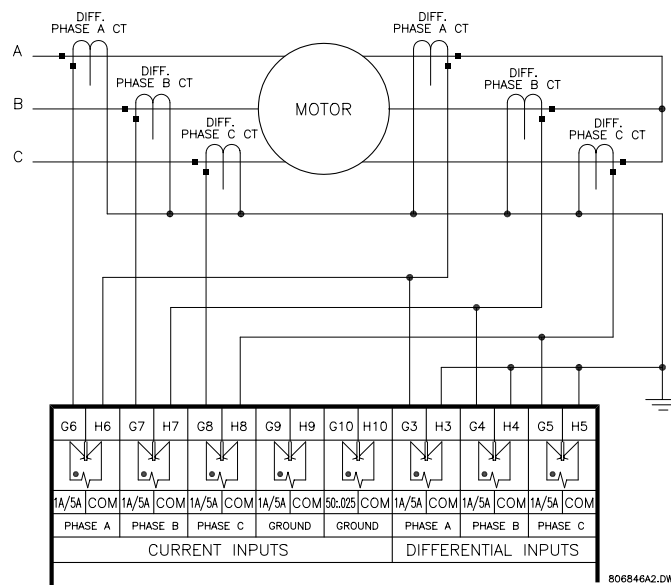 DIFF.
PHASE A CT
DIFF.
PHASE A CT
A
DIFF.
PHASE B CT
DIFF.
PHASE B CT
B
MOTOR
DIFF.
PHASE C CT
DIFF.
PHASE C CT
C
G6 H6 G7 H7 G8 H8 G9 H9 G10 H10 G3 H3 G4 H4 G5 H5
1A/5A COM 1A/5A COM 1A/5A COM 1A/5A COM 50:.025 COM 1A/5A COM 1A/5A COM 1A/5A COM
PHASE A PHASE B PHASE C GROUND GROUND PHASE A PHASE B PHASE C
CURRENT INPUTS DIFFERENTIAL INPUTS